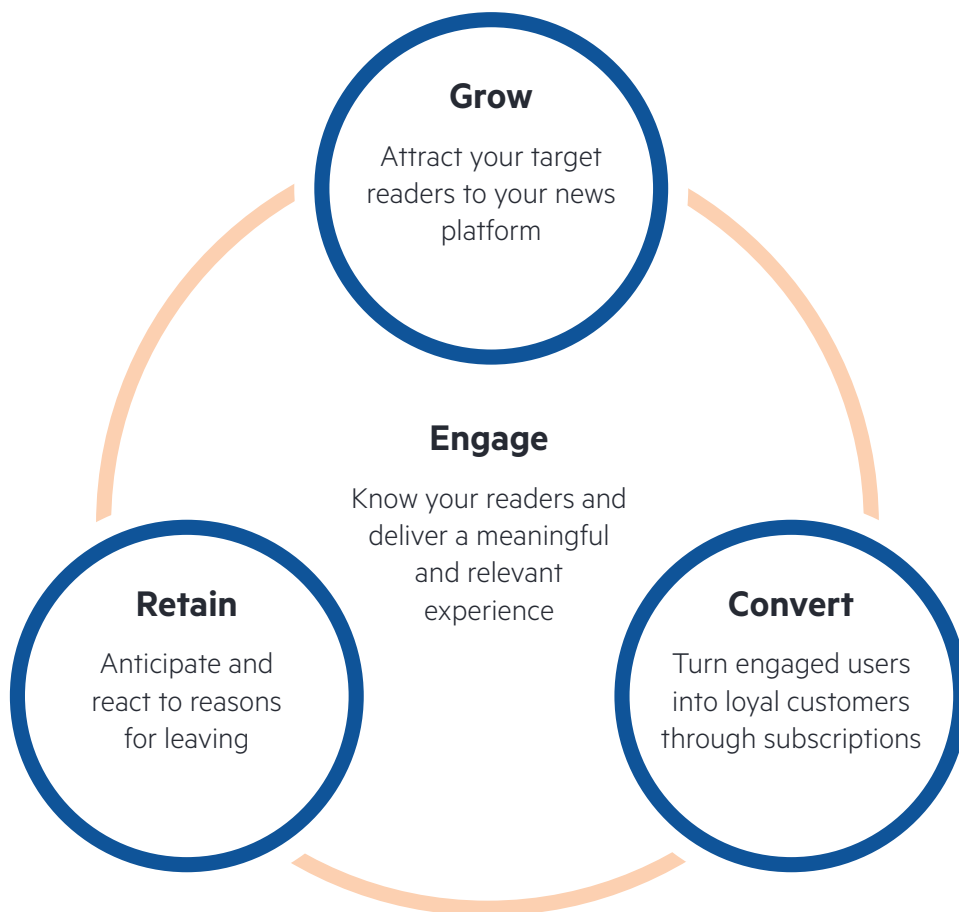 Grow
Attract your target
readers to your news
platform
Engage
Know your readers and
deliver a meaningful
and relevant
experience
Retain
Anticipate and
react to reasons
for leaving
Convert
Turn engaged users
into loyal customers
through subscriptions